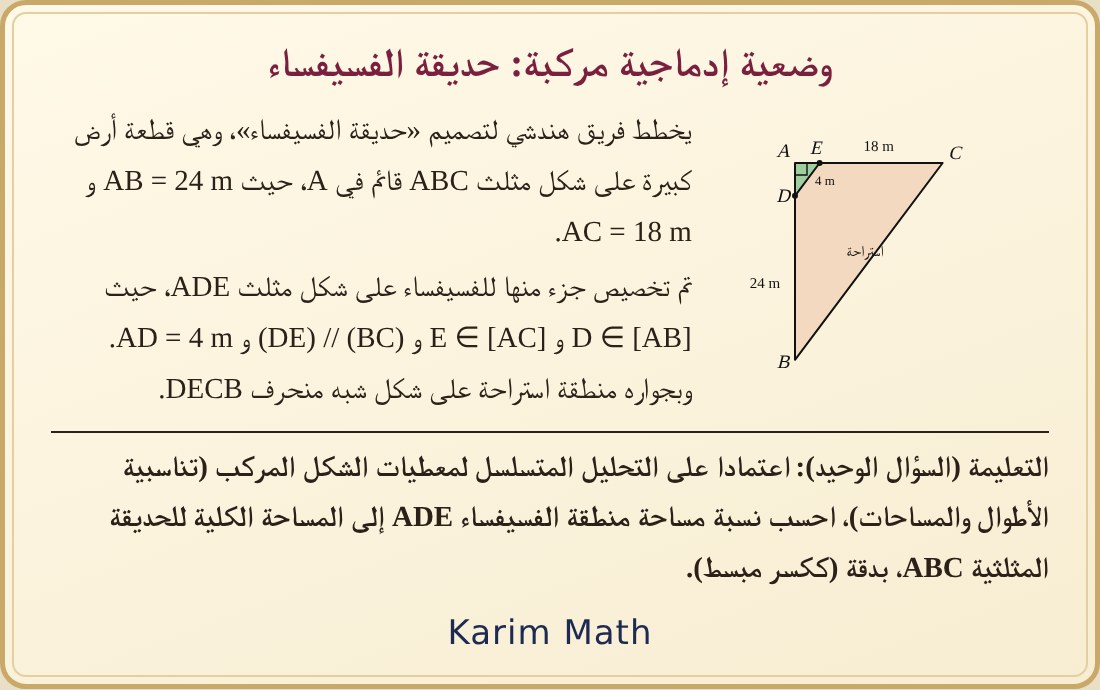 وضعية إدماجية مركبة: حديقة الفسيفساء
يخطط فريق هندشي لتصميم «حديقة الفسيفساء»، وهي قطعة أرض
كبيرة على شكل مثلث ABC قائم في A، حيث AB = 24 m و
AC = 18 m.
تم تخصيص جزء منها للفسيفساء على شكل مثلث ADE، حيث
D ∈ [AB] و E ∈ [AC] و (DE) // (BC) و AD = 4 m.
وبجواره منطقة استراحة على شكل شبه منحرف DECB.
A E 18 m C
4 m
D
استراحة
24 m
B
التعليمة (السؤال الوحيد): اعتمادا على التحليل المتسلسل لمعطيات الشكل المركب (تناسبية
الأطوال والمساحات)، احسب نسبة مساحة منطقة الفسيفساء ADE إلى المساحة الكلية للحديقة
المثلثية ABC، بدقة (ككسر مبسط).
Karim Math